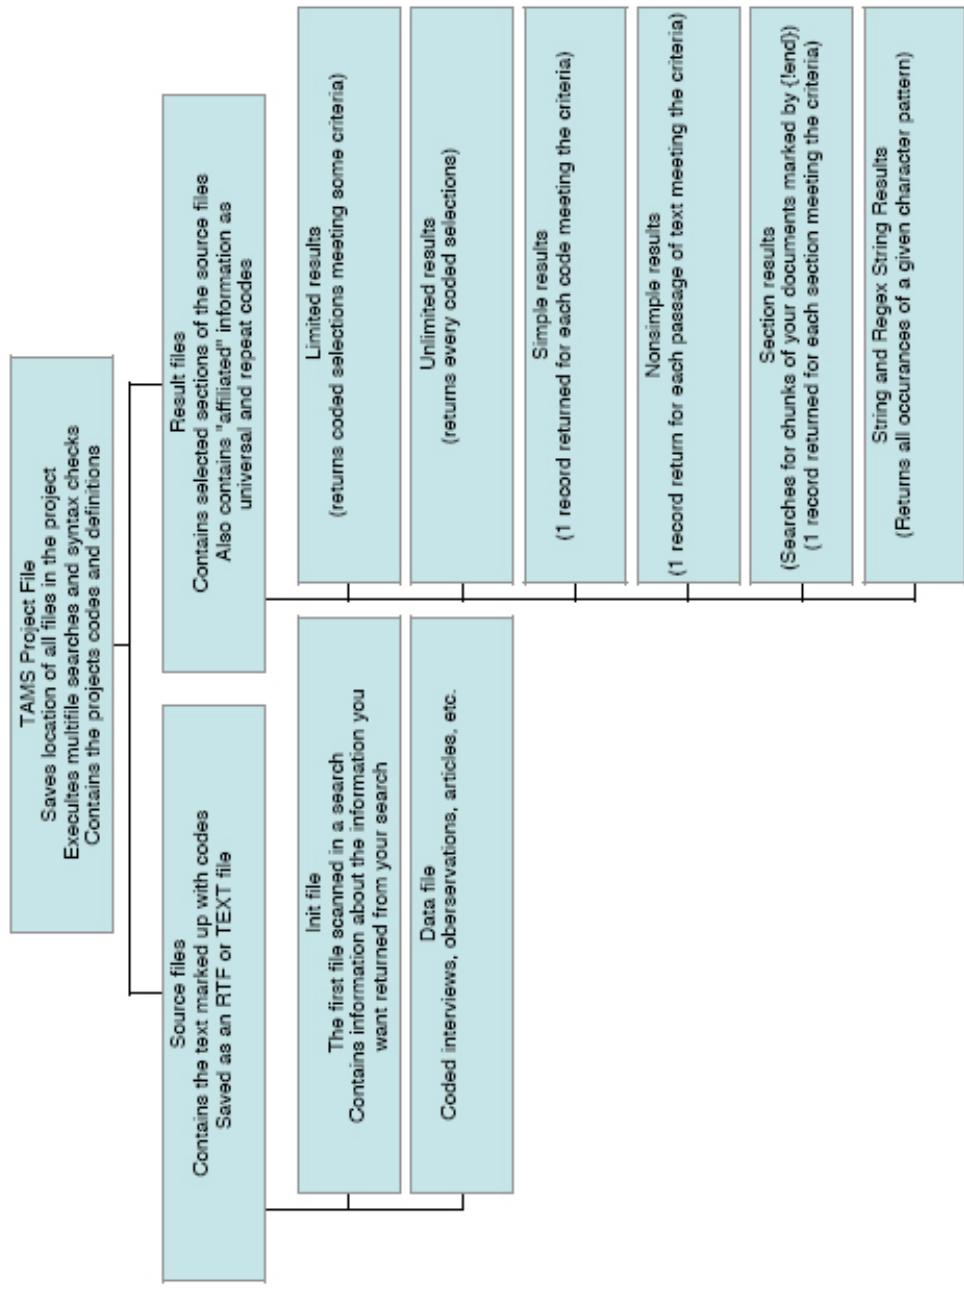 TAMS Project File
Saves location of all files in the project
Execultes multifile searches and syntax checks
Contains the projects codes and definitions
Source files
Contains the text marked up with codes
Saved as an RTF or TEXT file
Init file
The first file scanned in a search
Contains information about the information you
want returned from your search
Data file
Coded interviews, oberservations, articles, etc.
Result files
Contains selected sections of the source files
Also contains "affiliated" information as
universal and repeat codes
Limited results
(returns coded selections meeting some criteria)
Unlimited results
(returns every coded selections)
Simple results
(1 record returned for each code meeting the criteria)
Nonsimple results
(1 record return for each passage of text meeting the criteria)
Section results
(Searches for chunks of your documents marked by {!end})
(1 record returned for each section meeting the criteria)
String and Regex String Results
(Returns all occurances of a given character pattern)